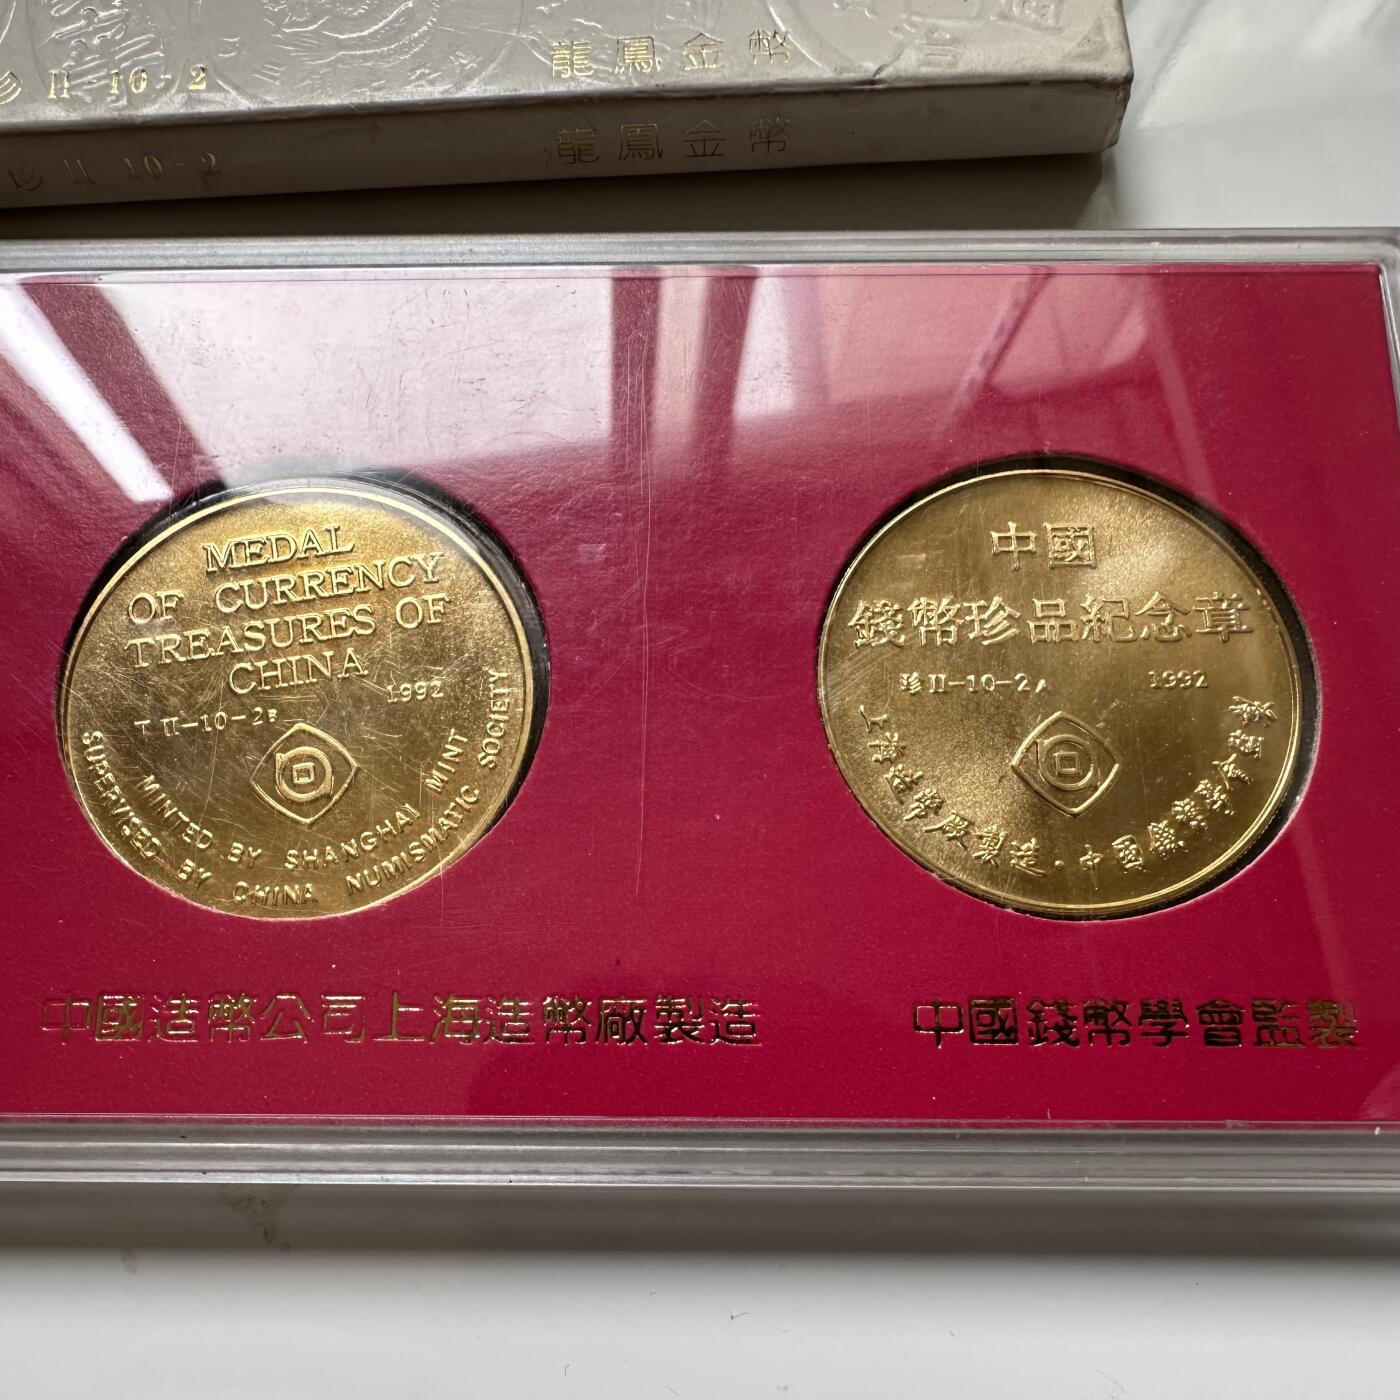 珍 II-10-2
龍鳳金幣
珍 II 10-2
龍鳳金幣
MEDAL
OF CURRENCY
TREASURES OF
CHINA
1992
T II-10-2B
MINTED BY SHANGHAI MINT
SUPERVISED BY CHINA NUMISMATIC SOCIETY
中國
錢幣珍品紀念章
珍 II-10-2A 1992
上海造幣廠製造·中國錢幣學會監製
中國造幣公司上海造幣廠製造
中國錢幣學會監製